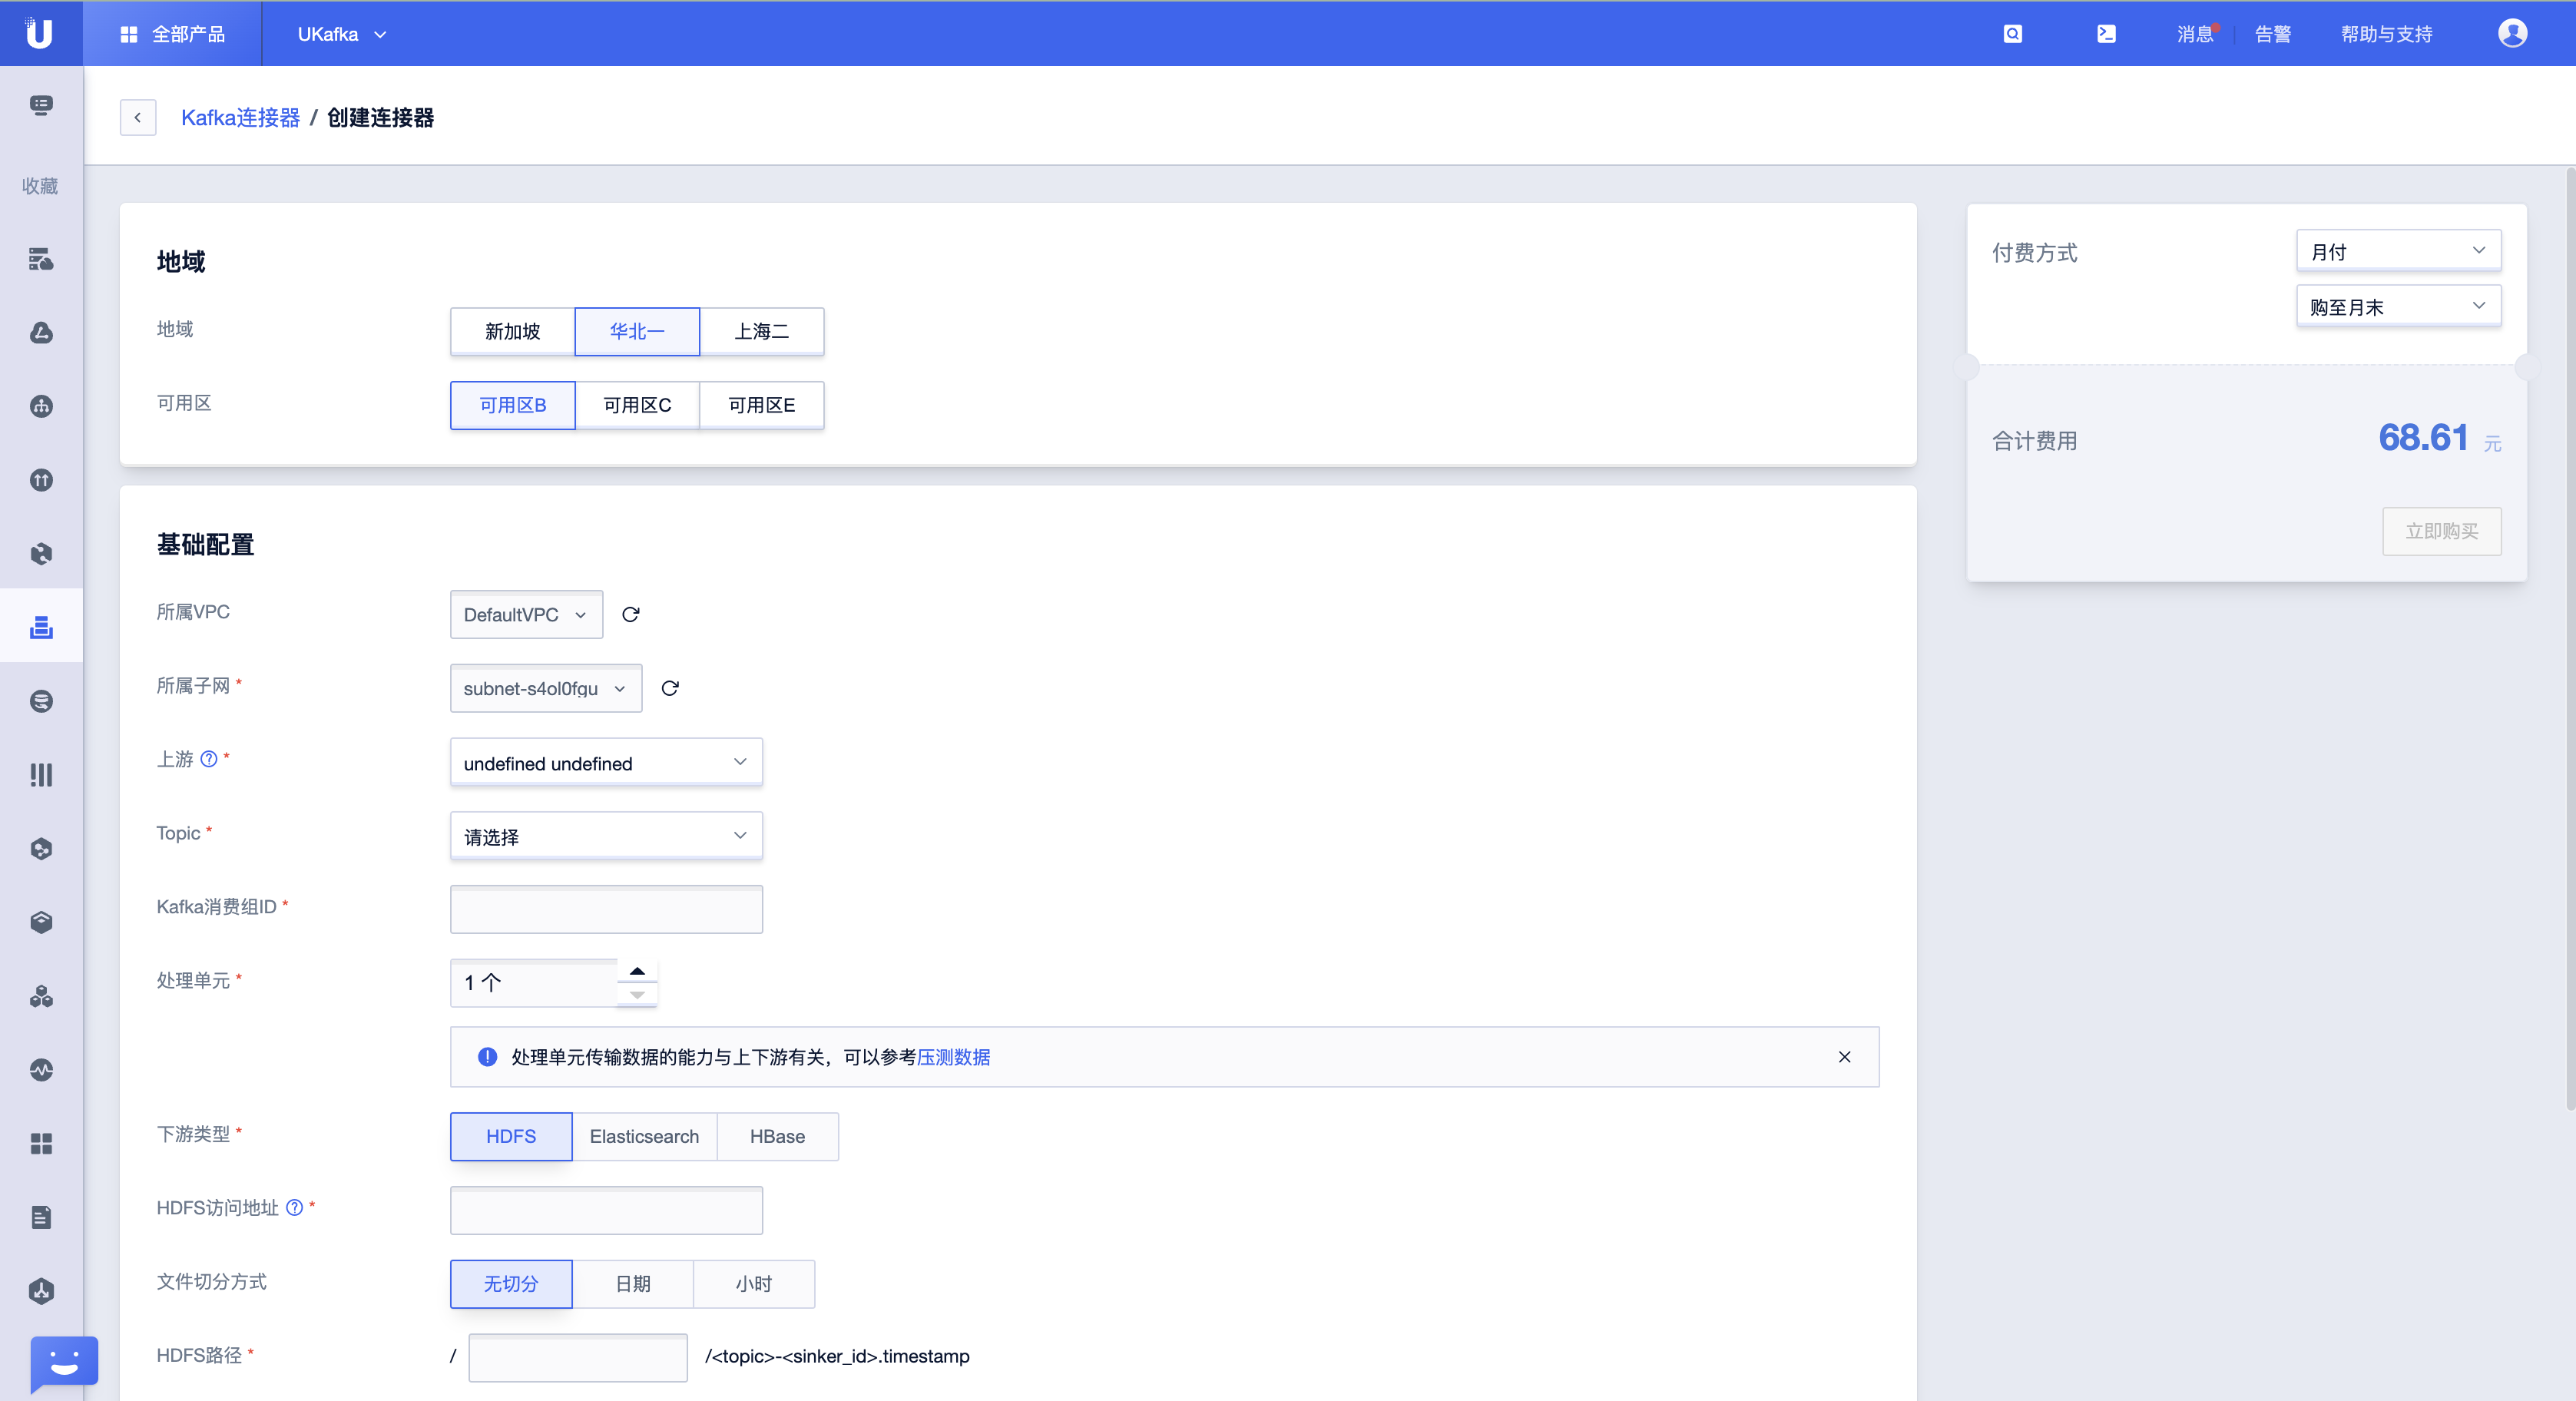 全部产品
UKafka
消息
告警
帮助与支持
Kafka连接器 / 创建连接器
收藏
地域
地域
新加坡 华北一 上海二
可用区
可用区B 可用区C 可用区E
付费方式
月付
购至月末
合计费用
68.61 元
立即购买
基础配置
所属VPC
DefaultVPC
所属子网 *
subnet-s4ol0fgu
上游 ? *
undefined undefined
Topic *
请选择
Kafka消费组ID *
处理单元 *
1 个
处理单元传输数据的能力与上下游有关，可以参考压测数据
下游类型 *
HDFS Elasticsearch HBase
HDFS访问地址 ? *
文件切分方式
无切分 日期 小时
HDFS路径 *
/ /<topic>-<sinker_id>.timestamp